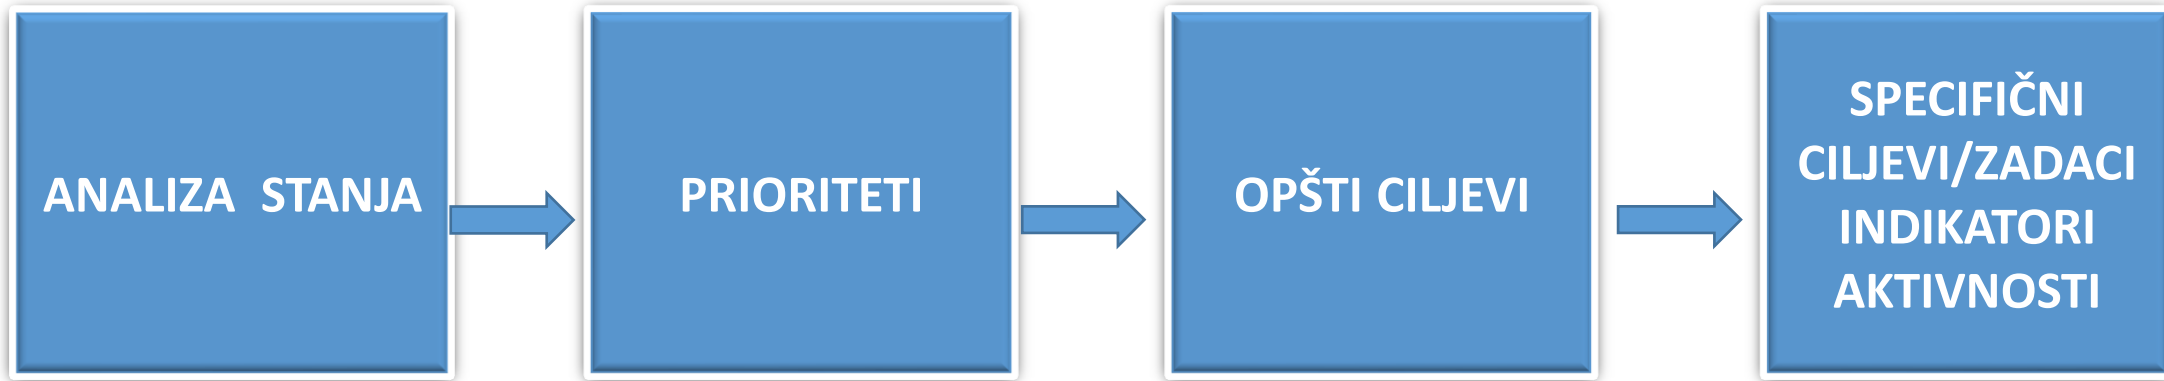 ANALIZA  STANJA
PRIORITETI
OPŠTI CILJEVI
SPECIFIČNI
CILJEVI/ZADACI
INDIKATORI
AKTIVNOSTI